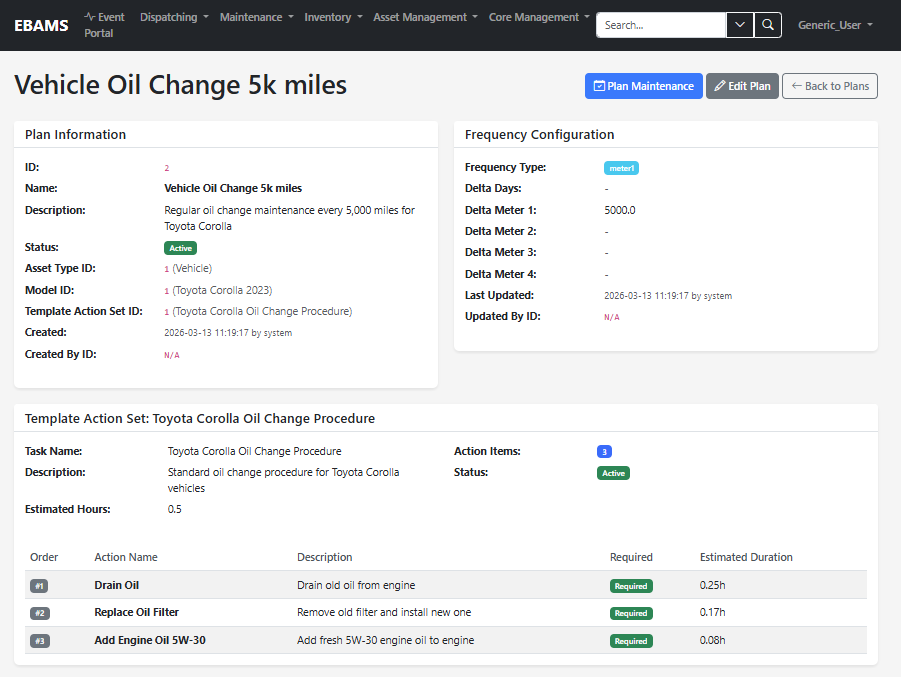 EBAMS
Event Portal
Dispatching
Maintenance
Inventory
Asset Management
Core Management
Search...
Generic_User
Vehicle Oil Change 5k miles
Plan Maintenance
Edit Plan
← Back to Plans
Plan Information
ID: 2
Name: Vehicle Oil Change 5k miles
Description: Regular oil change maintenance every 5,000 miles for
Toyota Corolla
Status: Active
Asset Type ID: 1 (Vehicle)
Model ID: 1 (Toyota Corolla 2023)
Template Action Set ID: 1 (Toyota Corolla Oil Change Procedure)
Created: 2026-03-13 11:19:17 by system
Created By ID: N/A
Frequency Configuration
Frequency Type: meter1
Delta Days: -
Delta Meter 1: 5000.0
Delta Meter 2: -
Delta Meter 3: -
Delta Meter 4: -
Last Updated: 2026-03-13 11:19:17 by system
Updated By ID: N/A
Template Action Set: Toyota Corolla Oil Change Procedure
Task Name: Toyota Corolla Oil Change Procedure
Description: Standard oil change procedure for Toyota Corolla
vehicles
Estimated Hours: 0.5
Action Items: 3
Status: Active
Order Action Name Description Required Estimated Duration
#1 Drain Oil Drain old oil from engine Required 0.25h
#2 Replace Oil Filter Remove old filter and install new one Required 0.17h
#3 Add Engine Oil 5W-30 Add fresh 5W-30 engine oil to engine Required 0.08h